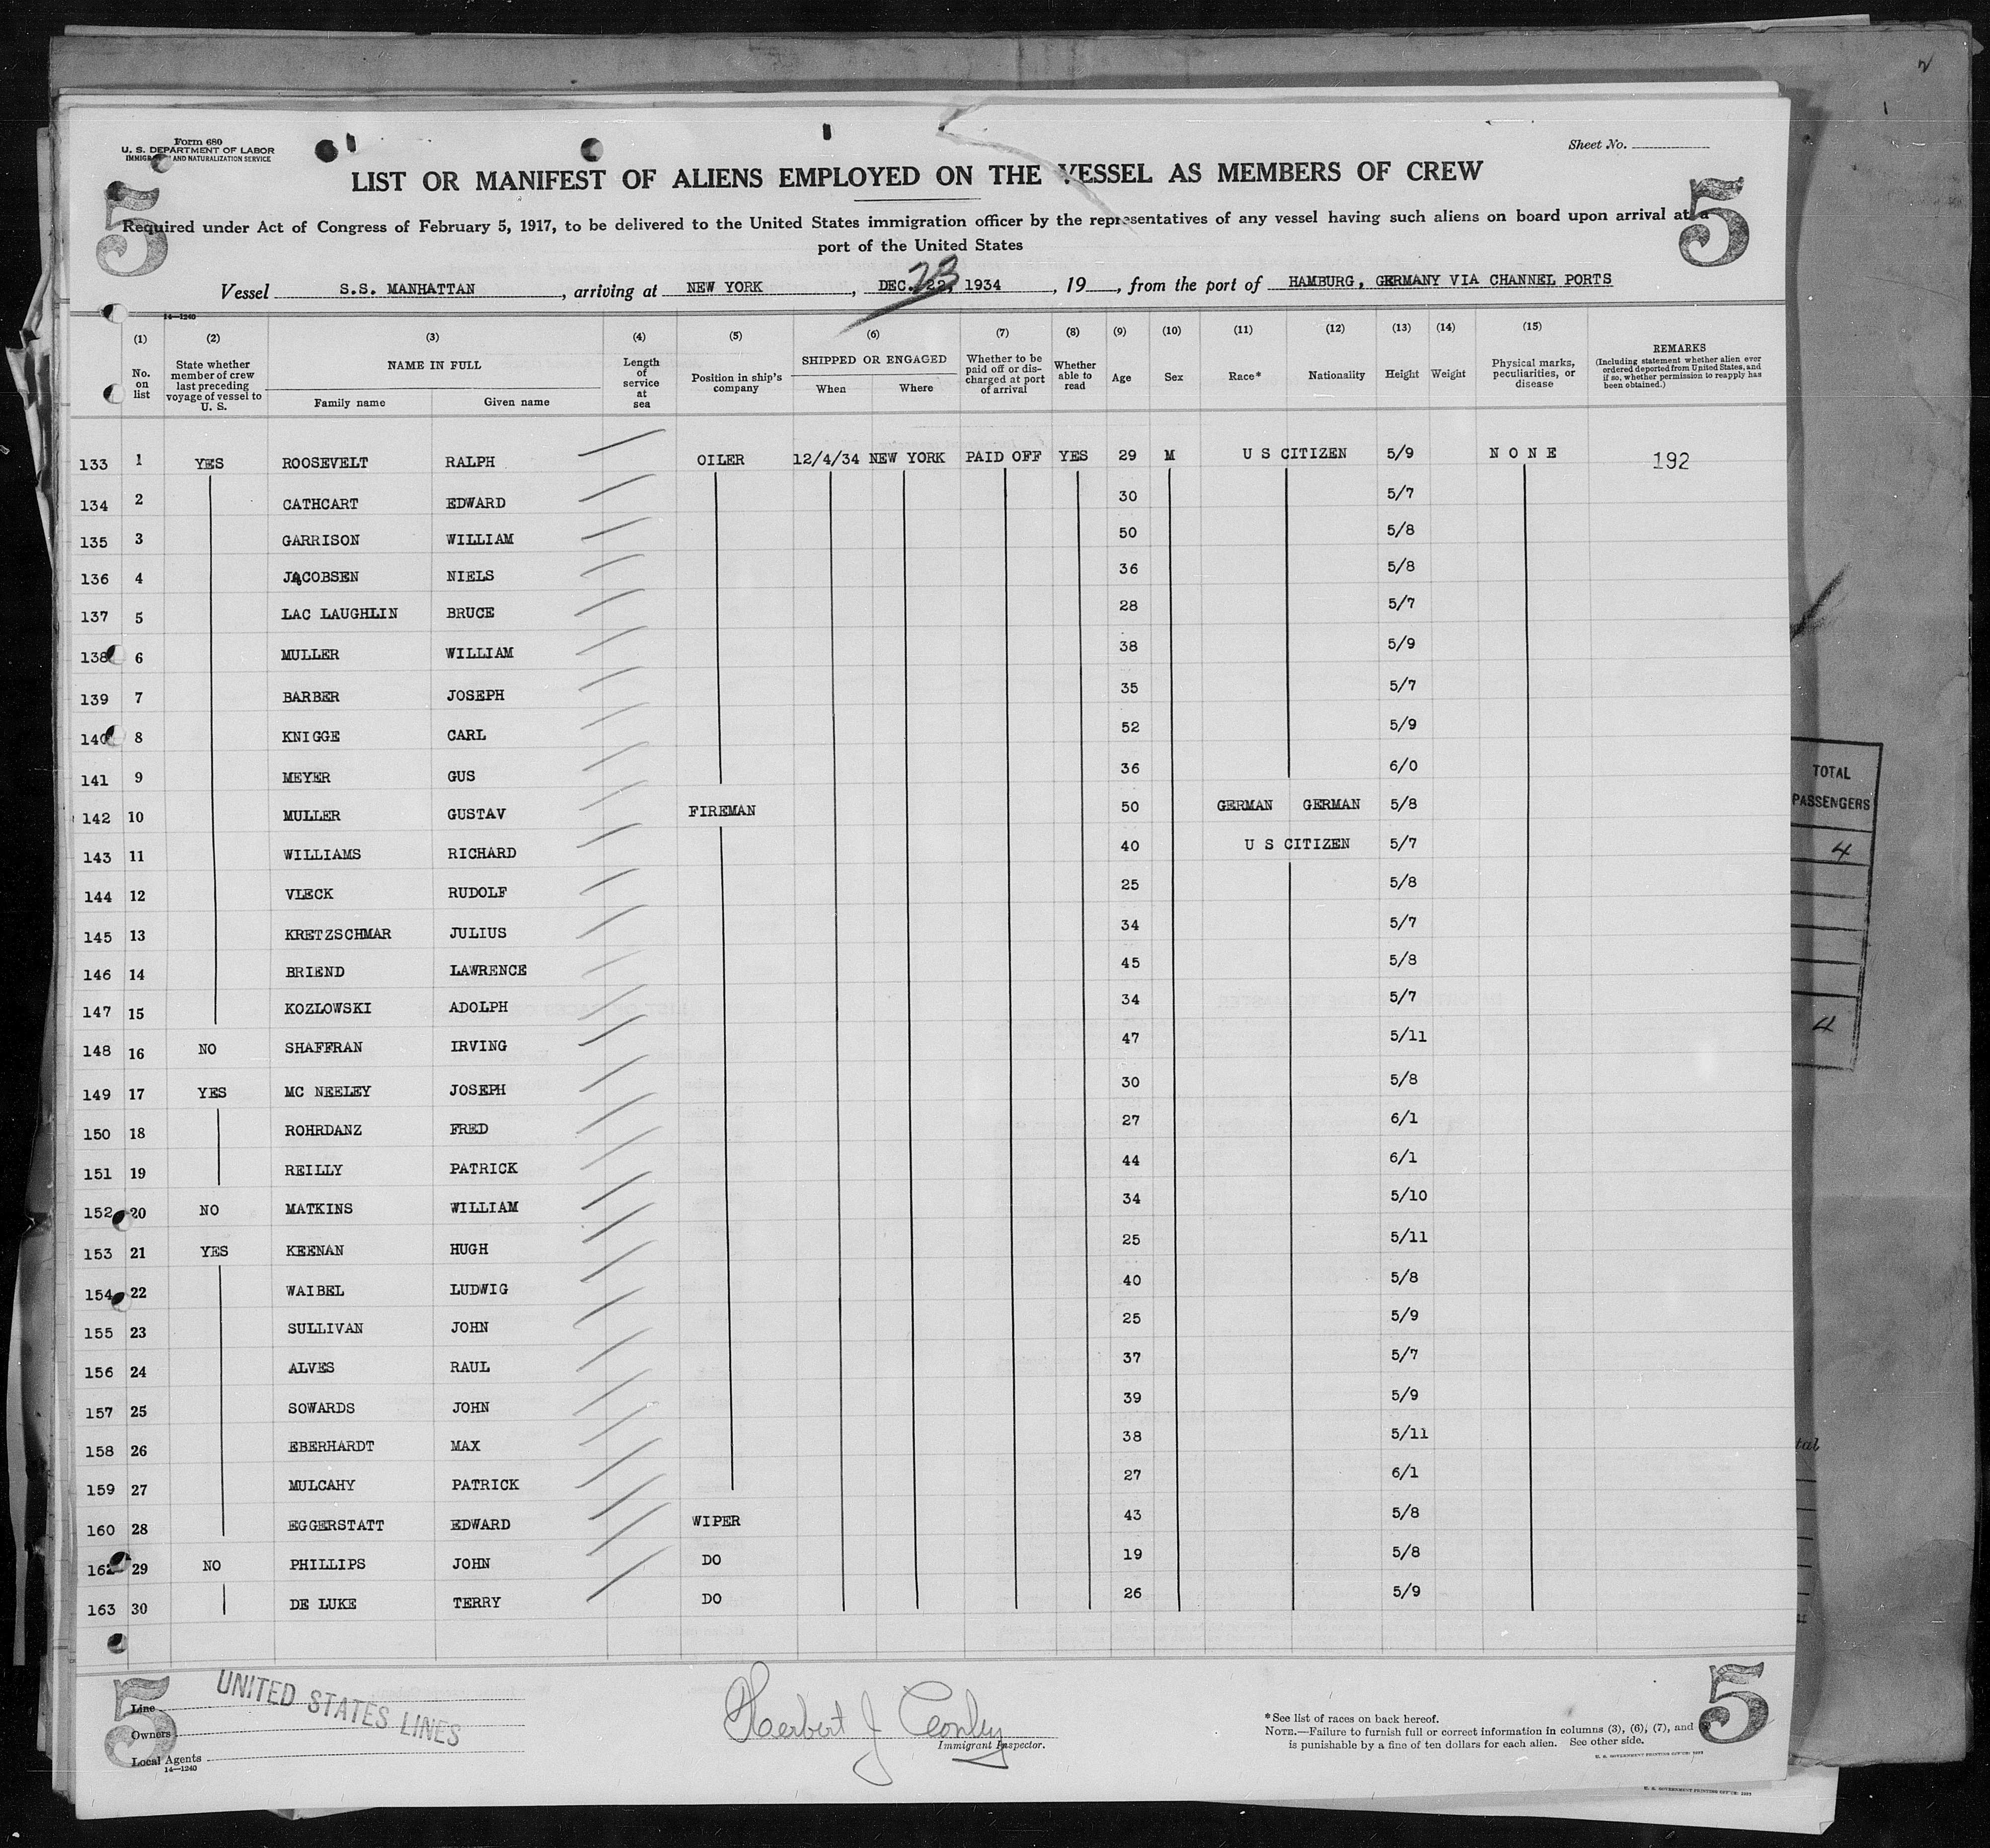 Form 680
U. S. DEPARTMENT OF LABOR
IMMIGRATION AND NATURALIZATION SERVICE
Sheet No.
5 5
LIST OR MANIFEST OF ALIENS EMPLOYED ON THE VESSEL AS MEMBERS OF CREW
Required under Act of Congress of February 5, 1917, to be delivered to the United States immigration officer by the representatives of any vessel having such aliens on board upon arrival at a
port of the United States
Vessel S.S. MANHATTAN, arriving at NEW YORK, DEC. 22, 1934, 19, from the port of HAMBURG, GERMANY VIA CHANNEL PORTS
23
14—1240
(1) (2) (3) (4) (5) (6) (7) (8) (9) (10) (11) (12) (13) (14) (15)
No. on list
State whether member of crew last preceding voyage of vessel to U. S.
NAME IN FULL
Family name Given name
Length of service at sea
Position in ship's company
SHIPPED OR ENGAGED
When Where
Whether to be paid off or discharged at port of arrival
Whether able to read
Age
Sex
Race*
Nationality
Height
Weight
Physical marks, peculiarities, or disease
REMARKS
(Including statement whether alien ever ordered deported from United States, and if so, whether permission to reapply has been obtained.)
133 1 YES ROOSEVELT RALPH OILER 12/4/34 NEW YORK PAID OFF YES 29 M U S CITIZEN 5/9 N O N E 192
134 2 CATHCART EDWARD 30 5/7
135 3 GARRISON WILLIAM 50 5/8
136 4 JACOBSEN NIELS 36 5/8
137 5 LAC LAUGHLIN BRUCE 28 5/7
138 6 MULLER WILLIAM 38 5/9
139 7 BARBER JOSEPH 35 5/7
140 8 KNIGGE CARL 52 5/9
141 9 MEYER GUS 36 6/0
142 10 MULLER GUSTAV FIREMAN 50 GERMAN GERMAN 5/8
143 11 WILLIAMS RICHARD 40 U S CITIZEN 5/7
144 12 VLECK RUDOLF 25 5/8
145 13 KRETZSCHMAR JULIUS 34 5/7
146 14 BRIEND LAWRENCE 45 5/8
147 15 KOZLOWSKI ADOLPH 34 5/7
148 16 NO SHAFFRAN IRVING 47 5/11
149 17 YES MC NEELEY JOSEPH 30 5/8
150 18 ROHRDANZ FRED 27 6/1
151 19 REILLY PATRICK 44 6/1
152 20 NO MATKINS WILLIAM 34 5/10
153 21 YES KEENAN HUGH 25 5/11
154 22 WAIBEL LUDWIG 40 5/8
155 23 SULLIVAN JOHN 25 5/9
156 24 ALVES RAUL 37 5/7
157 25 SOWARDS JOHN 39 5/9
158 26 EBERHARDT MAX 38 5/11
159 27 MULCAHY PATRICK 27 6/1
160 28 EGGERSTATT EDWARD WIPER 43 5/8
162 29 NO PHILLIPS JOHN DO 19 5/8
163 30 DE LUKE TERRY DO 26 5/9
5 5
Line
Owners
Local Agents
14—1240
UNITED STATES LINES
Herbert J Conley
Immigrant Inspector.
*See list of races on back hereof.
NOTE.—Failure to furnish full or correct information in columns (3), (6), (7), and
is punishable by a fine of ten dollars for each alien. See other side.
TOTAL
PASSENGERS
4
4
tal